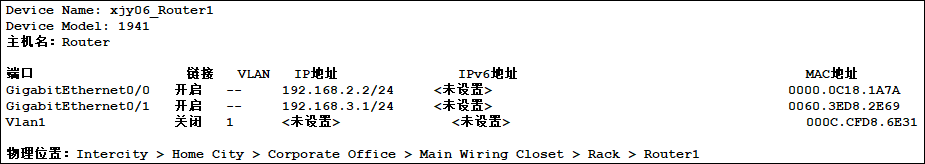 Device Name: xjy06_Router1
Device Model: 1941
主机名: Router
端口 链接 VLAN IP地址 IPv6地址 MAC地址
GigabitEthernet0/0 开启 -- 192.168.2.2/24 <未设置> 0000.0C18.1A7A
GigabitEthernet0/1 开启 -- 192.168.3.1/24 <未设置> 0060.3ED8.2E69
Vlan1 关闭 1 <未设置> <未设置> 000C.CFD8.6E31
物理位置: Intercity > Home City > Corporate Office > Main Wiring Closet > Rack > Router1